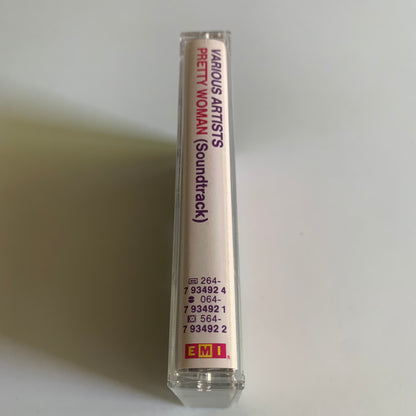 VARIOUS ARTISTS
PRETTY WOMAN (Soundtrack)
264-
7 93492 4
064-
7 93492 1
564-
7 93492 2
EMI